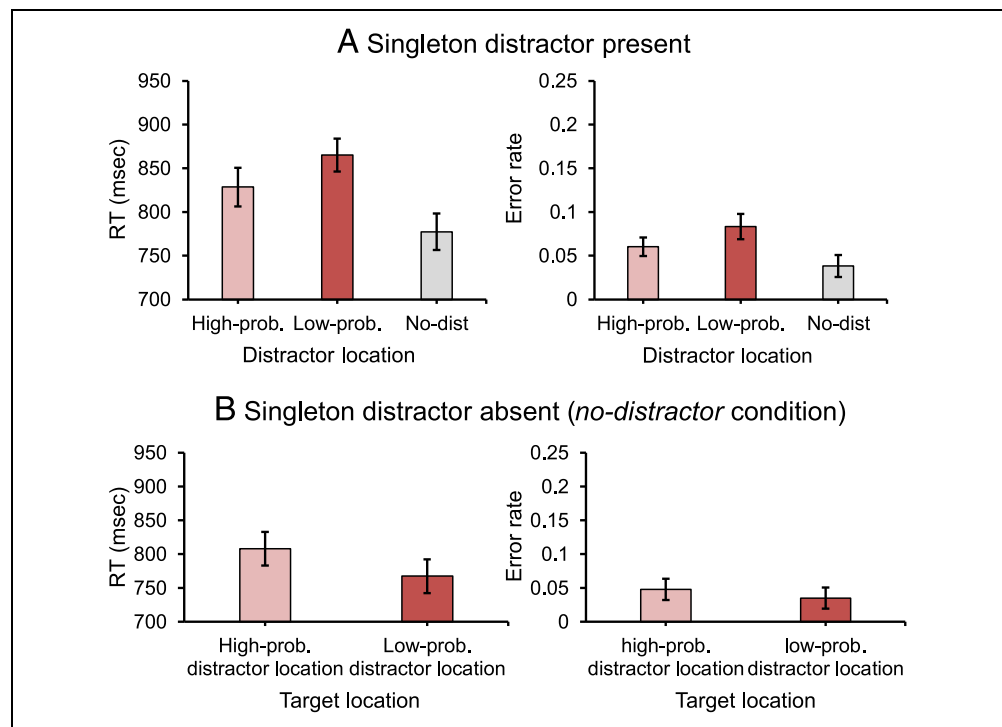 A Singleton distractor present
950
900
850
800
750
700
RT (msec)
High-prob. Low-prob. No-dist
Distractor location
0.25
0.2
0.15
0.1
0.05
0
Error rate
High-prob. Low-prob. No-dist
Distractor location
B Singleton distractor absent (no-distractor condition)
950
900
850
800
750
700
RT (msec)
High-prob. Low-prob.
distractor location distractor location
Target location
0.25
0.2
0.15
0.1
0.05
0
Error rate
high-prob. low-prob.
distractor location distractor location
Target location